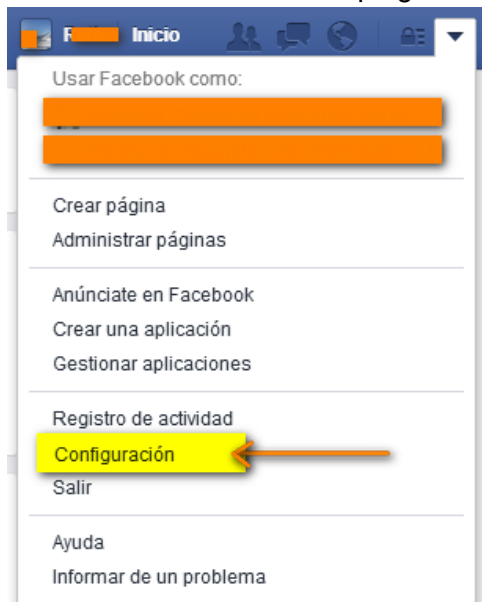 Inicio
Usar Facebook como:
Crear página
Administrar páginas
Anúnciate en Facebook
Crear una aplicación
Gestionar aplicaciones
Registro de actividad
Configuración
Salir
Ayuda
Informar de un problema